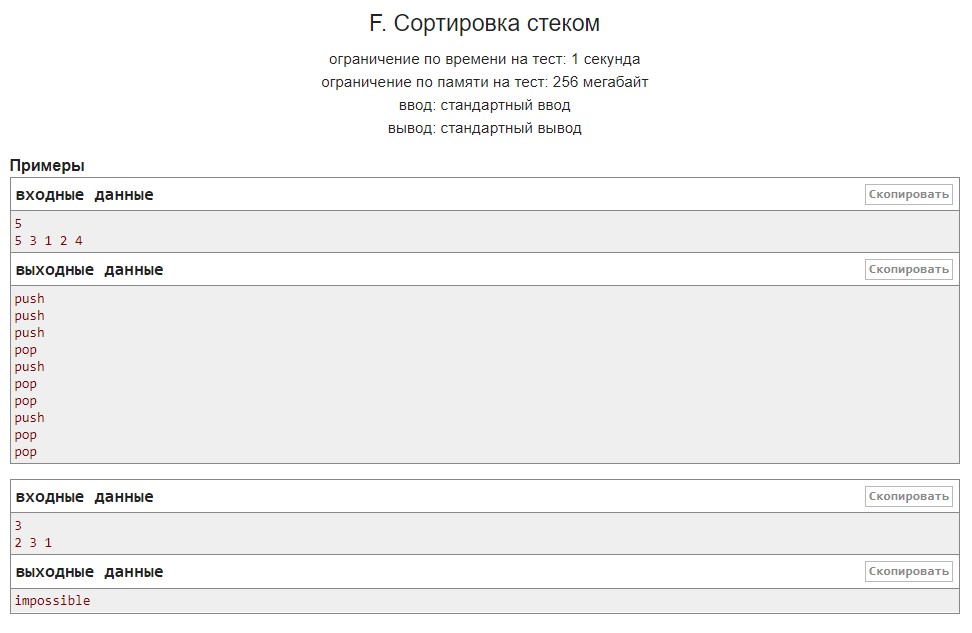 F. Сортировка стеком
ограничение по времени на тест: 1 секунда
ограничение по памяти на тест: 256 мегабайт
ввод: стандартный ввод
вывод: стандартный вывод
Примеры
входные данные Скопировать
5
5 3 1 2 4
выходные данные Скопировать
push
push
push
pop
push
pop
pop
push
pop
pop
входные данные Скопировать
3
2 3 1
выходные данные Скопировать
impossible